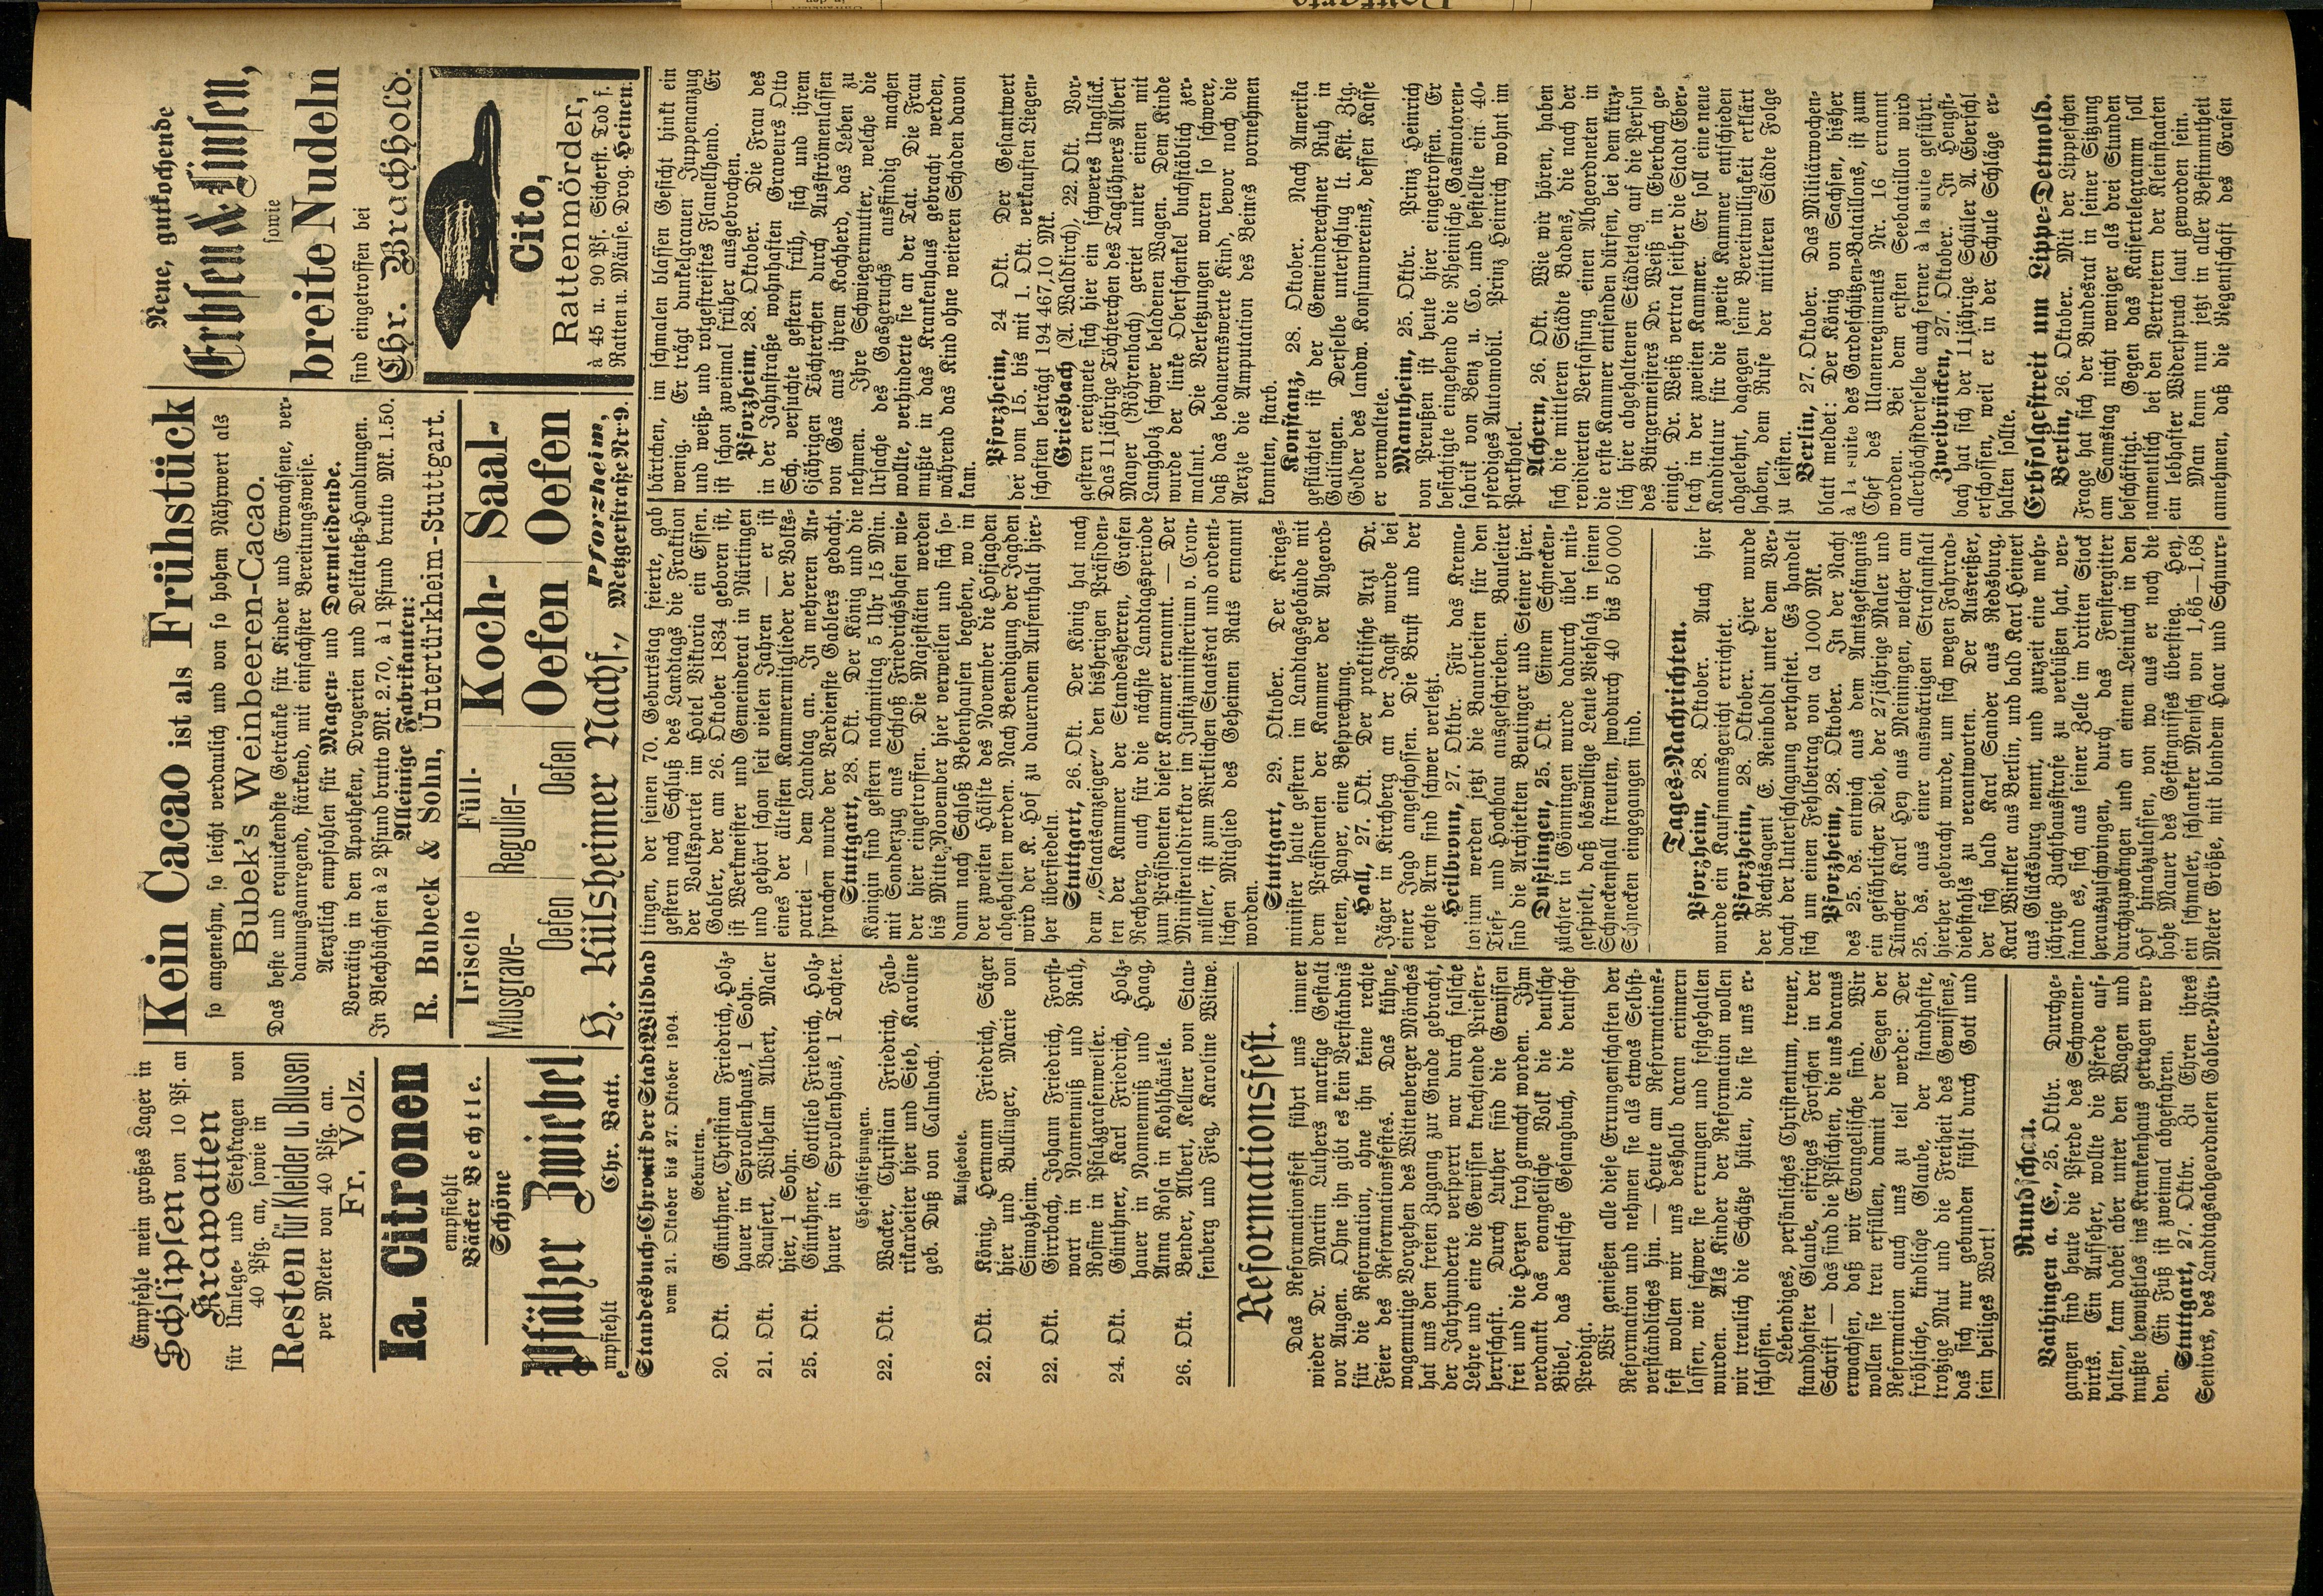 Empfehle mein großes Lager in
Schlipsen von 10 Pf. an
Krawatten
für Umlege- und Stehkragen von
40 Pfg. an, sowie in
Resten für Kleider u. Blusen
per Meter von 40 Pfg. an.
Fr. Volz.
Ia. Citronen
empfiehlt
Bäcker Bechtle.
Schöne
Pfälzer Zwiebel
empfiehlt Chr. Batt.
Kein Cacao ist als Frühstück
so angenehm, so leicht verdaulich und von so hohem Nährwert als
Bubek's Weinbeeren-Cacao.
Das beste und erquickendste Getränke für Kinder und Erwachsene, ver-
dauungsanregend, stärkend, mit einfachster Bereitungsweise.
Aerztlich empfohlen für Magen- und Darmleidende.
Vorrätig in den Apotheken, Drogerien und Delikateß-Handlungen.
In Blechbüchsen à 2 Pfund brutto Mk. 2.70, à 1 Pfund brutto Mk. 1.50.
Alleinige Fabrikanten:
R. Bubeck & Sohn, Untertürkheim-Stuttgart.
Irische Füll- Koch- Saal-
Musgrave- Regulier-
Oefen Oefen Oefen Oefen
H. Külsheimer Nachf., Pforzheim,
Metzgerstraße Nr. 9.
Neue, gutkochende
Erbsen & Linsen,
sowie
breite Nudeln
sind eingetroffen bei
Chr. Brachhold.
Cito,
Rattenmörder,
à 45 u. 90 Pf. Sicherst. Tod f.
Ratten u. Mäuse. Drog. Heinen.
Standesbuch-Chronik der Stadt Wildbad
vom 21. Oktober bis 27. Oktober 1904.
Geburten.
20. Okt. Günthner, Christian Friedrich, Holz-
hauer in Sprollenhaus, 1 Sohn.
21. Okt. Bausert, Wilhelm Albert, Maler
hier, 1 Sohn.
25. Okt. Günthner, Gottlieb Friedrich, Holz-
hauer in Sprollenhaus, 1 Tochter.
Eheschließungen.
22. Okt. Wacker, Christian Friedrich, Fab-
rikarbeiter hier und Sieb, Karoline
geb. Duß von Calmbach.
Aufgebote.
22. Okt. König, Hermann Friedrich, Säger
hier und Bullinger, Marie von
Simozheim.
22. Okt. Girrbach, Johann Friedrich, Forst-
wart in Nonnenmiß und Rath,
Rosine in Pfalzgrafenweiler.
24. Okt. Günthner, Karl Friedrich, Holz-
hauer in Nonnenmiß und Haag,
Anna Rosa in Kohlhäusle.
26. Okt. Bender, Albert, Kellner von Stau-
fenberg und Fieg, Karoline Witwe.
Reformationsfest.
Das Reformationsfest führt uns immer
wieder Dr. Martin Luthers markige Gestalt
vor Augen. Ohne ihn gibt es kein Verständnis
für die Reformation, ohne ihn keine rechte
Feier des Reformationsfestes. Das kühne,
wagemutige Vorgehen des Wittenberger Mönches
hat uns den freien Zugang zur Gnade gebracht,
der Jahrhunderte versperrt war durch falsche
Lehre und eine die Gewissen knechtende Priester-
herrschaft. Durch Luther sind die Gewissen
frei und die Herzen froh gemacht worden. Ihm
verdankt das evangelische Volk die deutsche
Bibel, das deutsche Gesangbuch, die deutsche
Predigt.
Wir genießen alle diese Errungenschaften der
Reformation und nehmen sie als etwas Selbst-
verständliches hin. — Heute am Reformations-
fest wollen wir uns deshalb daran erinnern
lassen, wie schwer sie errungen und festgehalten
wurden. Als Kinder der Reformation wollen
wir treulich die Schätze hüten, die sie uns er-
schlossen.
Lebendiges, persönliches Christentum, treuer,
standhafter Glaube, eifriges Forschen in der
Schrift — das sind die Pflichten, die uns daraus
erwachsen, daß wir Evangelische sind. Wir
wollen sie treu erfüllen, damit der Segen der
Reformation auch uns zu teil werde: Der
fröhliche, kindliche Glaube, der standhafte,
trotzige Mut und die Freiheit des Gewissens,
das sich nur gebunden fühlt durch Gott und
sein heiliges Wort!
Rundschau.
Vaihingen a. E., 25. Oktbr. Durchge-
gangen sind heute die Pferde des Schwanen-
wirts. Ein Aufseher, wollte die Pferde auf-
halten, kam dabei aber unter den Wagen und
mußte bewußtlos ins Krankenhaus getragen wer-
den. Ein Fuß ist zweimal abgefahren.
Stuttgart, 27. Oktbr. Zu Ehren ihres
Seniors, des Landtagsabgeordneten Gabler-Nür-
tingen, der seinen 70. Geburtstag feierte, gab
gestern nach Schluß des Landtags die Fraktion
der Volkspartei im Hotel Viktoria ein Essen.
Gabler, der am 26. Oktober 1834 geboren ist,
ist Werkmeister und Gemeinderat in Nürtingen
und gehört schon seit vielen Jahren — er ist
eines der ältesten Kammermitglieder der Volks-
partei — dem Landtag an. In mehreren An-
sprachen wurde der Verdienste Gablers gedacht.
Stuttgart, 28. Okt. Der König und die
Königin sind gestern nachmittag 5 Uhr 15 Min.
mit Sonderzug aus Schloß Friedrichshafen wie-
der hier eingetroffen. Die Majestäten werden
bis Mitte November hier verweilen und sich so-
dann nach Schloß Bebenhausen begeben, wo in
der zweiten Hälfte des November die Hofjagden
abgehalten werden. Nach Beendigung der Jagden
wird der K. Hof zu dauerndem Aufenthalt hier-
her übersiedeln.
Stuttgart, 26. Okt. Der König hat nach
dem „Staatsanzeiger“ den bisherigen Präsiden-
ten der Kammer der Standesherren, Grafen
Rechberg, auch für die nächste Landtagsperiode
zum Präsidenten dieser Kammer ernannt. — Der
Ministerialdirektor im Justizministerium v. Cron-
müller, ist zum Wirklichen Staatsrat und ordent-
lichen Mitglied des Geheimen Rats ernannt
worden.
Stuttgart, 29. Oktober. Der Kriegs-
minister hatte gestern im Landtagsgebäude mit
dem Präsidenten der Kammer der Abgeord-
neten, Payer, eine Besprechung.
Hall, 27. Okt. Der praktische Arzt Dr.
Jäger in Kirchberg an der Jagst wurde bei
einer Jagd angeschossen. Die Brust und der
rechte Arm sind schwer verletzt.
Heilbronn, 27. Oktbr. Für das Krema-
torium werden jetzt die Bauarbeiten für den
Tief- und Hochbau ausgeschrieben. Bauleiter
sind die Architekten Beutinger und Steiner hier.
Dußlingen, 25. Okt. Einem Schnecken-
züchter in Gönningen wurde dadurch übel mit-
gespielt, daß böswillige Leute Viehsalz in seinen
Schneckenstall streuten, wodurch 40 bis 50 000
Schnecken eingegangen sind.
Tages-Nachrichten.
Pforzheim, 28. Oktober. Auch hier
wurde ein Kaufmannsgericht errichtet.
Pforzheim, 28. Oktober. Hier wurde
der Rechtsagent E. Reinboldt unter dem Ver-
dacht der Unterschlagung verhaftet. Es handelt
sich um einen Fehlbetrag von ca 1000 Mk.
Pforzheim, 28. Oktober. In der Nacht
des 25. ds. entwich aus dem Amtsgefängnis
ein gefährlicher Dieb, der 27jährige Maler und
Tüncher Karl Hey aus Meiningen, welcher am
25. ds. aus einer auswärtigen Strafanstalt
hierher gebracht wurde, um sich wegen Fahrrad-
diebstahls zu verantworten. Der Ausreißer,
der sich bald Karl Sander aus Redsburg,
Karl Winkler aus Berlin, und bald Karl Heinert
aus Glücksburg nennt, und zurzeit eine mehr-
jährige Zuchthausstrafe zu verbüßen hat, ver-
stand es, sich aus seiner Zelle im dritten Stock
herauszuschwingen, durch das Fenstergitter
durchzuzwängen und an einem Leintuch in den
Hof hinabzulassen, von wo aus er noch die
hohe Mauer des Gefängnisses überstieg. Hey,
ein schmaler, schlanker Mensch von 1,65—1,68
Meter Größe, mit blondem Haar und Schnurr-
bärtchen, im schmalen blassen Gesicht hinkt ein
wenig. Er trägt dunkelgrauen Juppenanzug
und weiß- und rotgestreiftes Flanellhemd. Er
ist schon zweimal früher ausgebrochen.
Pforzheim, 28. Oktober. Die Frau des
in der Jahnstraße wohnhaften Graveurs Otto
Sch. versuchte gestern früh, sich und ihrem
6jährigen Töchterchen durch Ausströmenlassen
von Gas aus ihrem Kochherd, das Leben zu
nehmen. Ihre Schwiegermutter, welche die
Ursache des Gasgeruchs ausfindig machen
wollte, verhinderte sie an der Tat. Die Frau
mußte in das Krankenhaus gebracht werden,
während das Kind ohne weiteren Schaden davon
kam.
Pforzheim, 24 Okt. Der Gesamtwert
der vom 15. bis mit 1. Okt. verkauften Liegen-
schaften beträgt 194 467,10 Mk.
Griesbach (A. Waldkirch), 22. Okt. Vor-
gestern ereignete sich hier ein schweres Unglück.
Das 11jährige Töchterchen des Taglöhners Albert
Mayer (Röhrenbach) geriet unter einen mit
Langholz schwer beladenen Wagen. Dem Kinde
wurde der linke Oberschenkel buchstäblich zer-
malmt. Die Verletzungen waren so schwere,
daß das bedauernswerte Kind, bevor noch die
Aerzte die Amputation des Beines vornehmen
konnten, starb.
Konstanz, 28. Oktober. Nach Amerika
geflüchtet ist der Gemeinderechner Ruh in
Gailingen. Derselbe unterschlug lt. Kst. Ztg.
Gelder des landw. Konsumvereins, dessen Kasse
er verwaltete.
Mannheim, 25. Oktbr. Prinz Heinrich
von Preußen ist heute hier eingetroffen. Er
besichtigte eingehend die Rheinische Gasmotoren-
fabrik von Benz u. Co. und bestellte ein 40-
pferdiges Automobil. Prinz Heinrich wohnt im
Parkhotel.
Achern, 26. Okt. Wie wir hören, haben
sich die mittleren Städte Badens, die nach der
revidierten Verfassung einen Abgeordneten in
die erste Kammer entsenden dürfen, bei dem kürz-
lich hier abgehaltenen Städtetag auf die Person
des Bürgermeisters Dr. Weiß in Eberbach ge-
einigt. Dr. Weiß vertrat seither die Stadt Eber-
bach in der zweiten Kammer. Er soll eine neue
Kanditatur für die zweite Kammer entschieden
abgelehnt, dagegen seine Bereitwilligkeit erklärt
haben, dem Rufe der mittleren Städte Folge
zu leisten.
Berlin, 27. Oktober. Das Militärwochen-
blatt meldet: Der König von Sachsen, bisher
à la suite des Gardeschützen-Bataillons, ist zum
Chef des Ulanenregiments Nr. 16 ernannt
worden. Bei dem ersten Seebataillon wird
allerhöchstderselbe auch ferner à la suite geführt.
Zweibrücken, 27. Oktober. In Hengst-
bach hat sich der 11jährige Schüler A. Ebersohl
erschossen, weil er in der Schule Schläge er-
halten sollte.
Erbfolgestreit um Lippe-Detmold.
Berlin, 26. Oktober. Mit der Lippeschen
Frage hat sich der Bundesrat in seiner Sitzung
am Samstag nicht weniger als drei Stunden
beschäftigt. Gegen das Kaisertelegramm soll
namentlich bei den Vertretern der Kleinstaaten
ein lebhafter Widerspruch laut geworden sein.
Man kann nun jetzt in aller Bestimmtheit
annehmen, daß die Regentschaft des Grafen